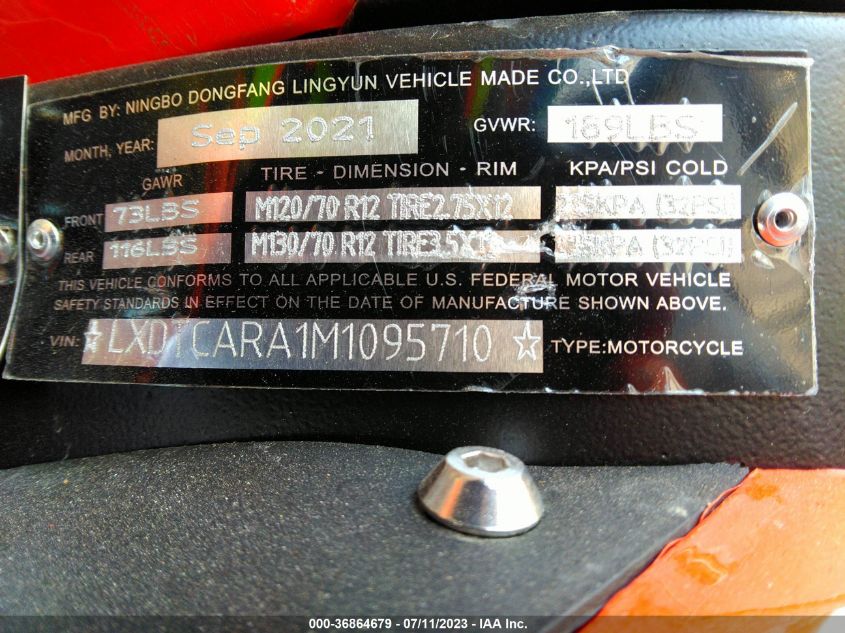 MFG BY: NINGBO DONGFANG LINGYUN VEHICLE MADE CO.,LTD
MONTH, YEAR: Sep 2021 GVWR: 189LBS
GAWR TIRE - DIMENSION - RIM KPA/PSI COLD
FRONT 73LBS M120/70 R12 TIRE2.75X12 (32PSI)
REAR 116LBS M130/70 R12
THIS VEHICLE CONFORMS TO ALL APPLICABLE U.S. FEDERAL MOTOR VEHICLE
SAFETY STANDARDS IN EFFECT ON THE DATE OF MANUFACTURE SHOWN ABOVE.
VIN: ☆LXDTCARA1M1095710☆ TYPE:MOTORCYCLE
000-36864679 - 07/11/2023 - IAA Inc.